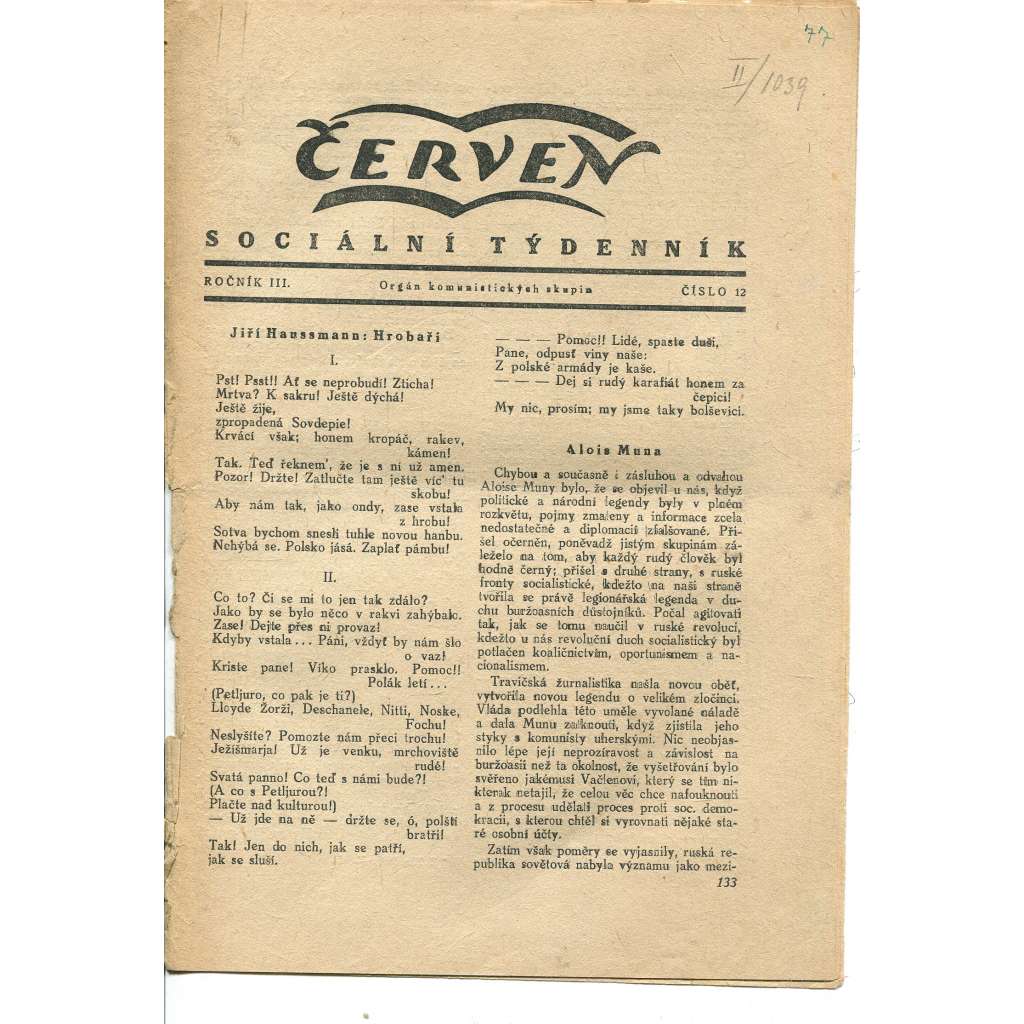 77
II/1039
ČERVEN
SOCIÁLNÍ TÝDENNÍK
ROČNÍK III.
Orgán komunistických skupin
ČÍSLO 12
Jiří Haussmann: Hrobaři
I.
Pst! Psst!! Ať se neprobudí! Zticha!
Mrtva? K sakru! Ještě dýchá!
Ještě žije,
zpropadená Sovdepie!
Krvácí však; honem kropáč, rakev,
kámen!
Tak. Teď řeknem', že je s ní už amen.
Pozor! Držte! Zatlučte tam ještě víc' tu
skobu!
Aby nám tak, jako ondy, zase vstala
z hrobu!
Sotva bychom snesli tuhle novou hanbu.
Nehýbá se. Polsko jásá. Zaplať pámbu!
II.
Co to? Či se mi to jen tak zdálo?
Jako by se bylo něco v rakvi zahýbalo.
Zase! Dejte přes ni provaz!
Kdyby vstala... Páni, vždyť by nám šlo
o vaz!
Kriste pane! Víko prasklo. Pomoc!!
Polák letí...
(Petljuro, co pak je ti?)
Lloyde Žorži, Deschanele, Nitti, Noske,
Fochu!
Neslyšíte? Pomozte nám přeci trochu!
Ježíšmarja! Už je venku, mrchoviště
rudé!
Svatá panno! Co teď s námi bude?!
(A co s Petljurou?!
Plačte nad kulturou!)
— Už jde na ně — držte se, ó, polští
bratři!
Tak! Jen do nich, jak se patří,
jak se sluší.
— — — Pomoc!! Lidé, spaste duši,
Pane, odpusť viny naše:
Z polské armády je kaše.
— — — Dej si rudý karafiát honem za
čepici!
My nic, prosím; my jsme taky bolševici.
Alois Muna
Chybou a současně i zásluhou a odvahou
Aloise Muny bylo, že se objevil u nás, když
politické a národní legendy byly v plném
rozkvětu, pojmy zmateny a informace zcela
nedostatečné a diplomacií zfalšované. Při-
šel očerněn, poněvadž jistým skupinám zá-
leželo na tom, aby každý rudý člověk byl
hodně černý; přišel s druhé strany, s ruské
fronty socialistické, kdežto na naší straně
tvořila se právě legionářská legenda v du-
chu buržoasních důstojníků. Počal agitovati
tak, jak se tomu naučil v ruské revoluci,
kdežto u nás revoluční duch socialistický byl
potlačen koaličnictvím, oportunismem a na-
cionalismem.
Travičská žurnalistika našla novou oběť,
vytvořila novou legendu o velikém zločinci.
Vláda podlehla této uměle vyvolané náladě
a dala Munu zatknouti, když zjistila jeho
styky s komunisty uherskými. Nic neobjas-
nilo lépe její neprozíravost a závislost na
buržoasii než ta okolnost, že vyšetřování bylo
svěřeno jakémusi Vačlenovi, který se tím ni-
kterak netajil, že celou věc chce nafouknouti
a z procesu udělati proces proti soc. demo-
kracii, s kterou chtěl si vyrovnati nějaké sta-
ré osobní účty.
Zatím však poměry se vyjasnily, ruská re-
publika sovětová nabyla významu jako mezi-
133